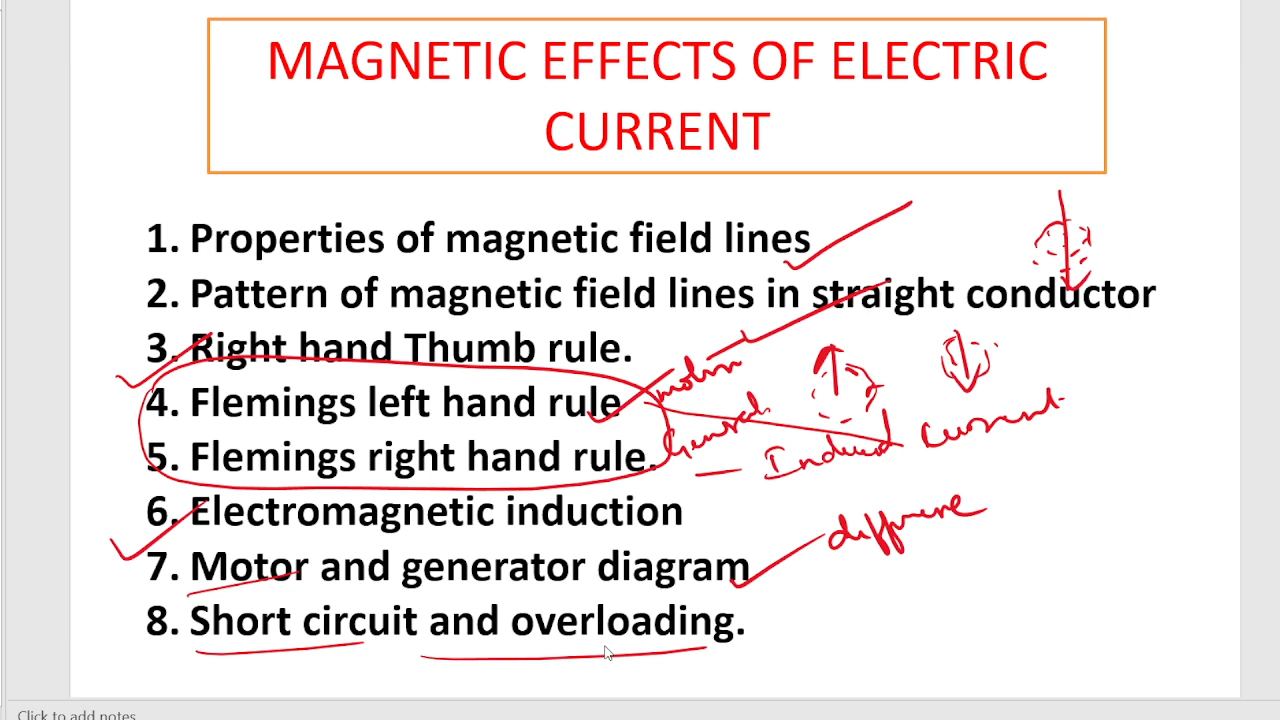 MAGNETIC EFFECTS OF ELECTRIC
CURRENT
1. Properties of magnetic field lines
2. Pattern of magnetic field lines in straight conductor
3. Right hand Thumb rule.
4. Flemings left hand rule
5. Flemings right hand rule.
Induced Current
6. Electromagnetic induction
7. Motor and generator diagram
8. Short circuit and overloading.
Click to add notes